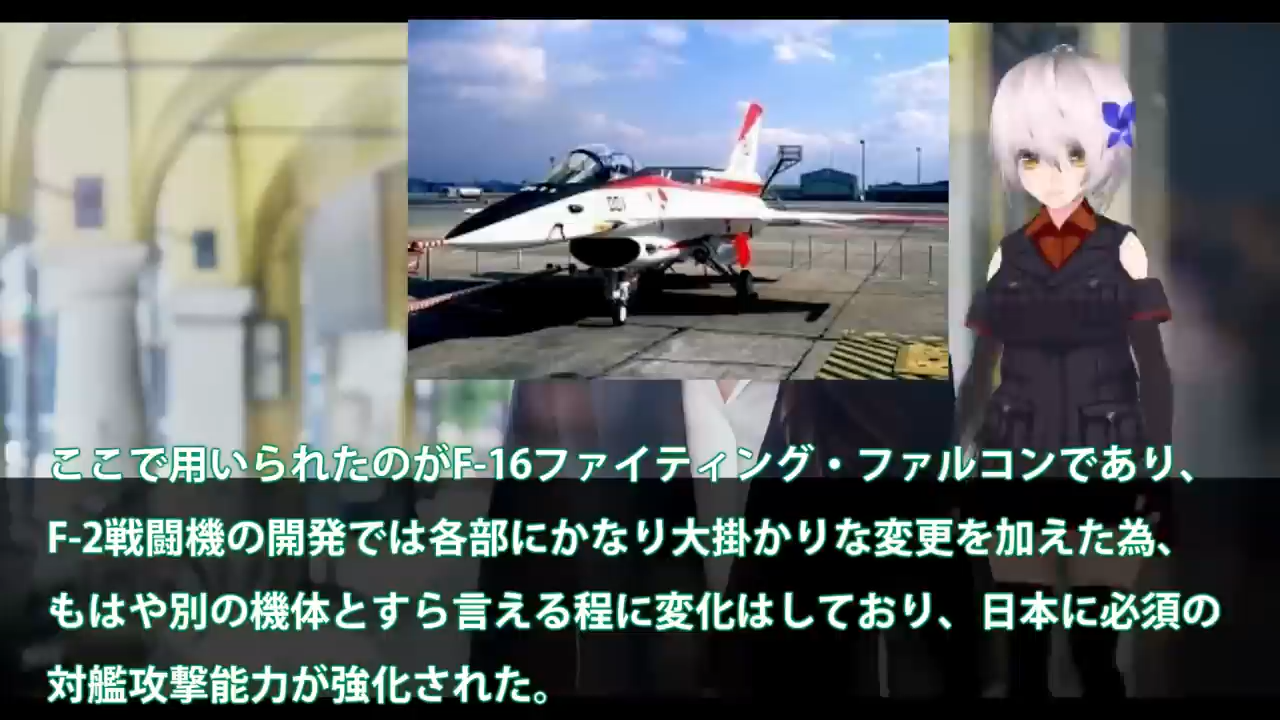 001
ここで用いられたのがF-16ファイティング・ファルコンであり、
F-2戦闘機の開発では各部にかなり大掛かりな変更を加えた為、
もはや別の機体とすら言える程に変化はしており、日本に必須の
対艦攻撃能力が強化された。